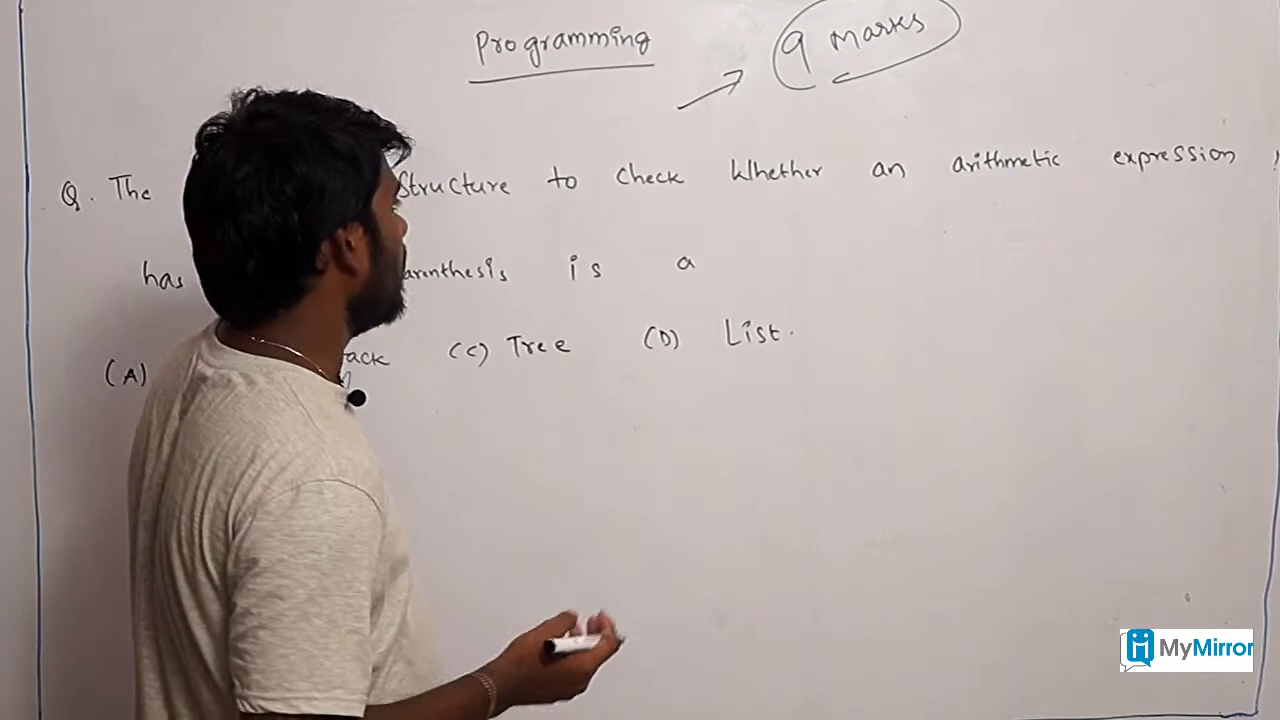 Programming
9 Marks
Q. The structure to check Whether an arithmetic expression
has arenthesis is a
(A) ack (C) Tree (D) List.
MyMirror